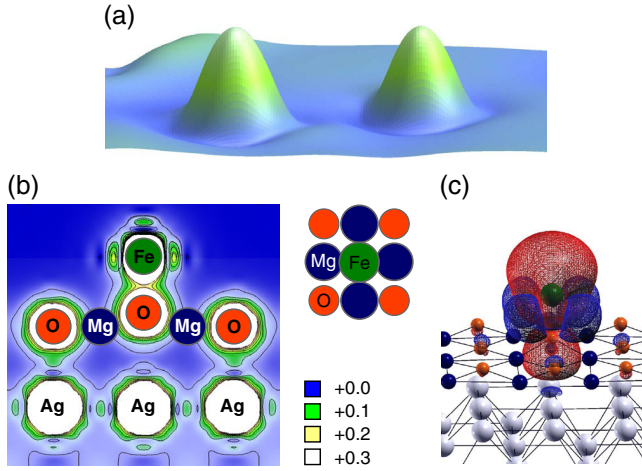 (a)
(b)
(c)
Fe
Mg Fe
O
O Mg O Mg O
Ag Ag Ag
+0.0
+0.1
+0.2
+0.3